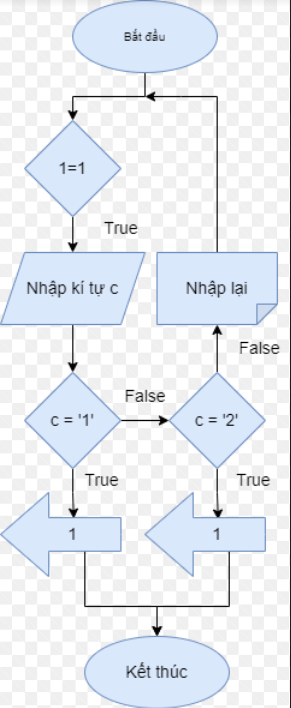 Bắt đầu
1=1
True
Nhập kí tự c
Nhập lại
False
c = '1'
False
c = '2'
True
True
1
1
Kết thúc